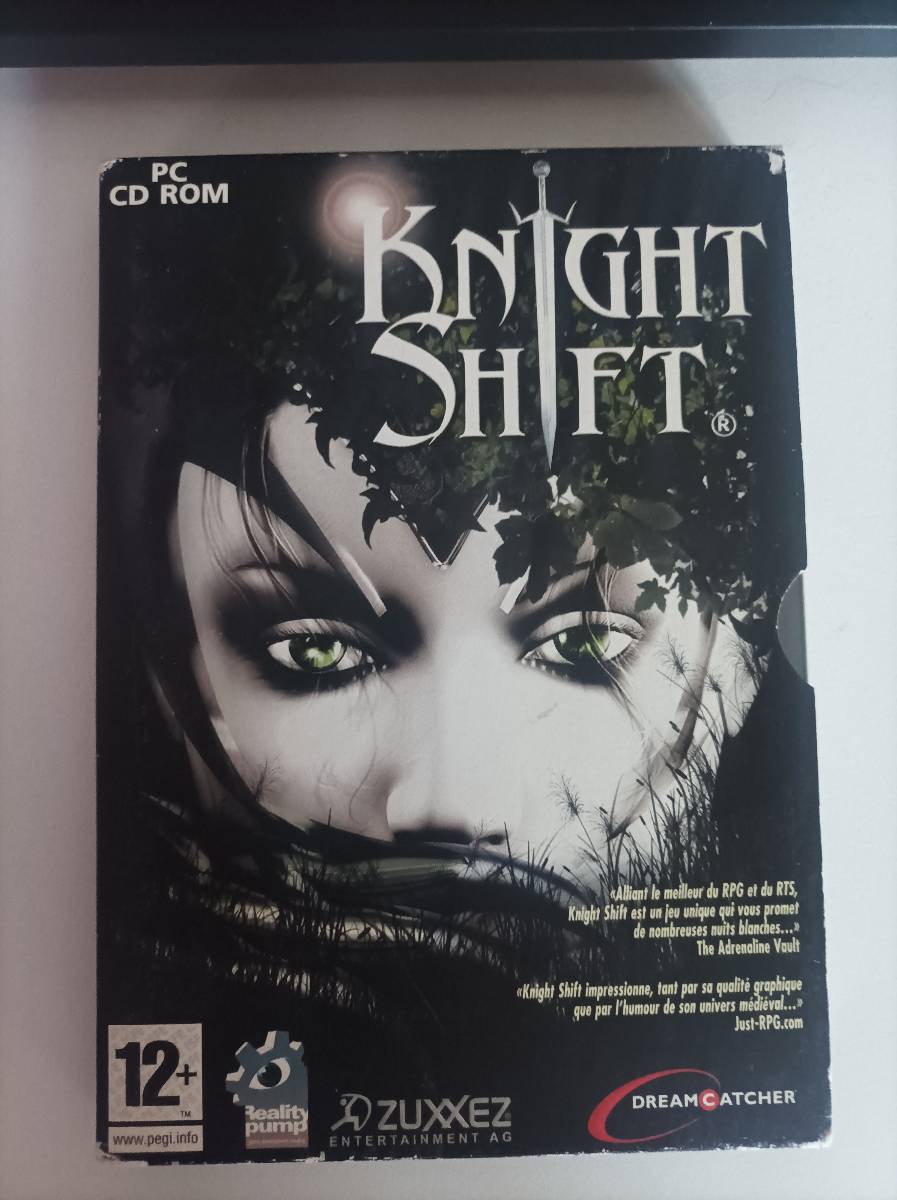 PC
CD ROM
KNIGHT
SHIFT®
«Alliant le meilleur du RPG et du RTS,
Knight Shift est un jeu unique qui vous promet
de nombreuses nuits blanches...»
The Adrenaline Vault
«Knight Shift impressionne, tant par sa qualité graphique
que par l'humour de son univers médiéval...»
Just-RPG.com
12+
TM
www.pegi.info
Reality
pump
ZUXXEZ
ENTERTAINMENT AG
DREAMCATCHER